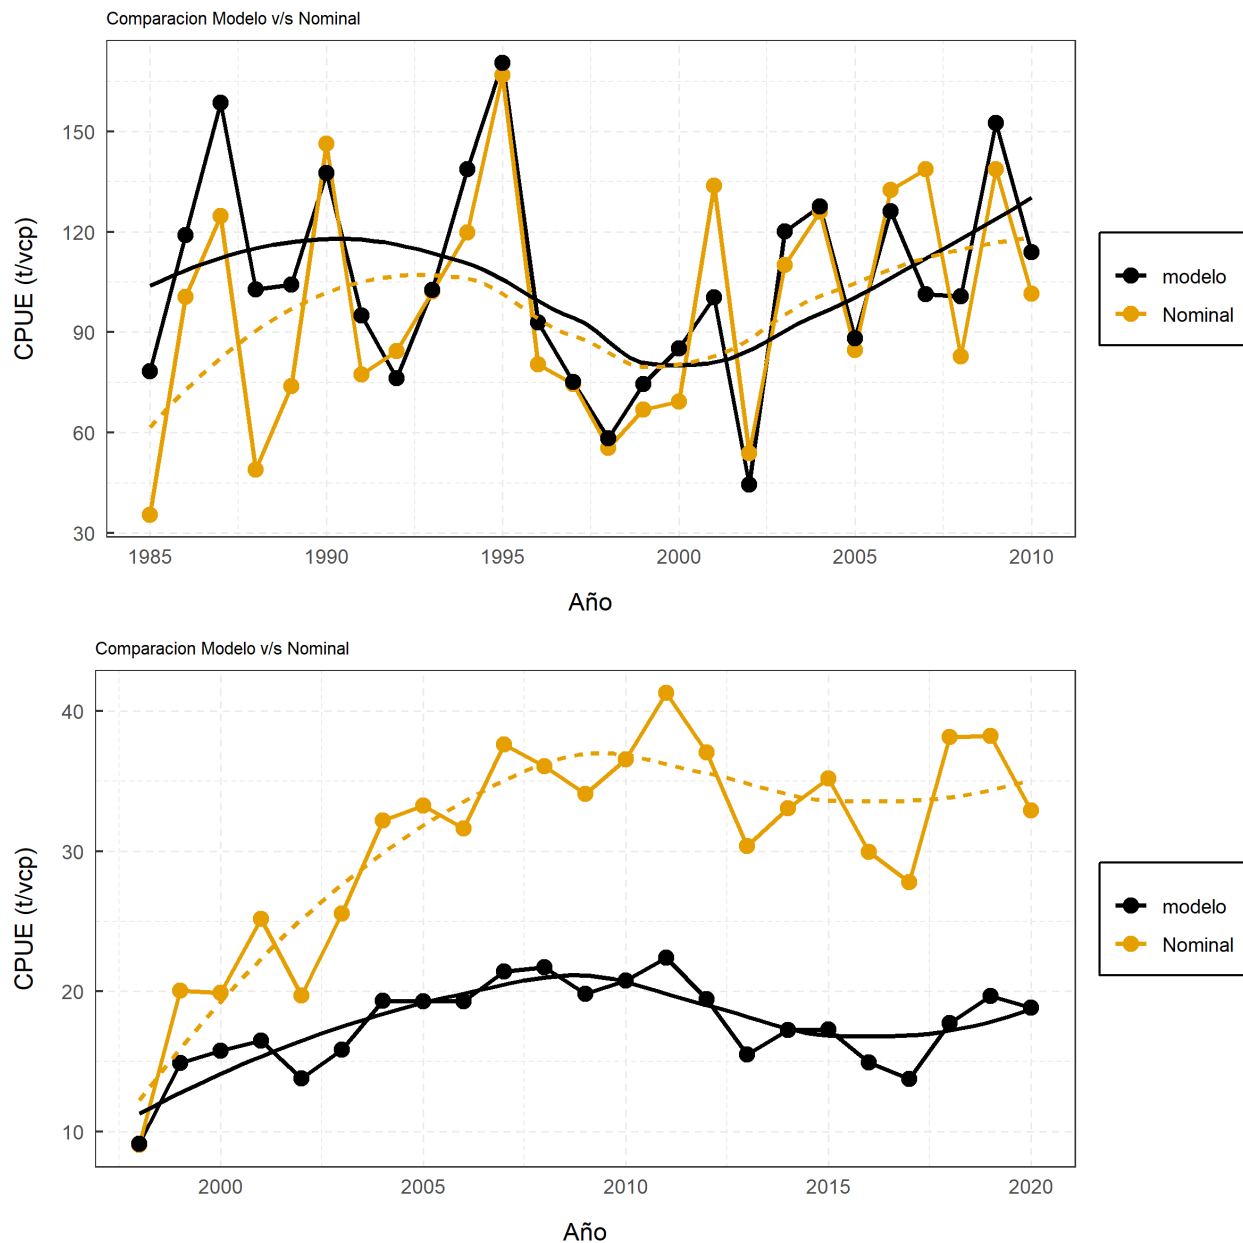 Comparacion Modelo v/s Nominal
CPUE (t/vcp)
150
120
90
60
30
1985 1990 1995 2000 2005 2010
Año
modelo
Nominal
Comparacion Modelo v/s Nominal
CPUE (t/vcp)
40
30
20
10
2000 2005 2010 2015 2020
Año
modelo
Nominal